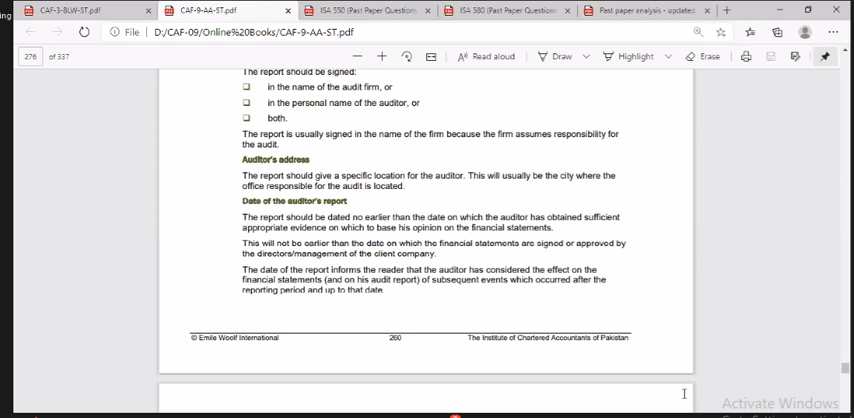 CAF-3-BLW-ST.pdf
CAF-9-AA-ST.pdf
ISA 550 (Past Paper Questions
ISA 580 (Past Paper Questions
Past paper analysis - updated
File D:/CAF-09/Online%20Books/CAF-9-AA-ST.pdf
276 of 337
Read aloud
Draw
Highlight
Erase
The report should be signed:
in the name of the audit firm, or
in the personal name of the auditor, or
both.
The report is usually signed in the name of the firm because the firm assumes responsibility for
the audit.
Auditor's address
The report should give a specific location for the auditor. This will usually be the city where the
office responsible for the audit is located.
Date of the auditor's report
The report should be dated no earlier than the date on which the auditor has obtained sufficient
appropriate evidence on which to base his opinion on the financial statements.
This will not be earlier than the date on which the financial statements are signed or approved by
the directors/management of the client company.
The date of the report informs the reader that the auditor has considered the effect on the
financial statements (and on his audit report) of subsequent events which occurred after the
reporting period and up to that date.
© Emile Woolf International 260 The Institute of Chartered Accountants of Pakistan
Activate Windows